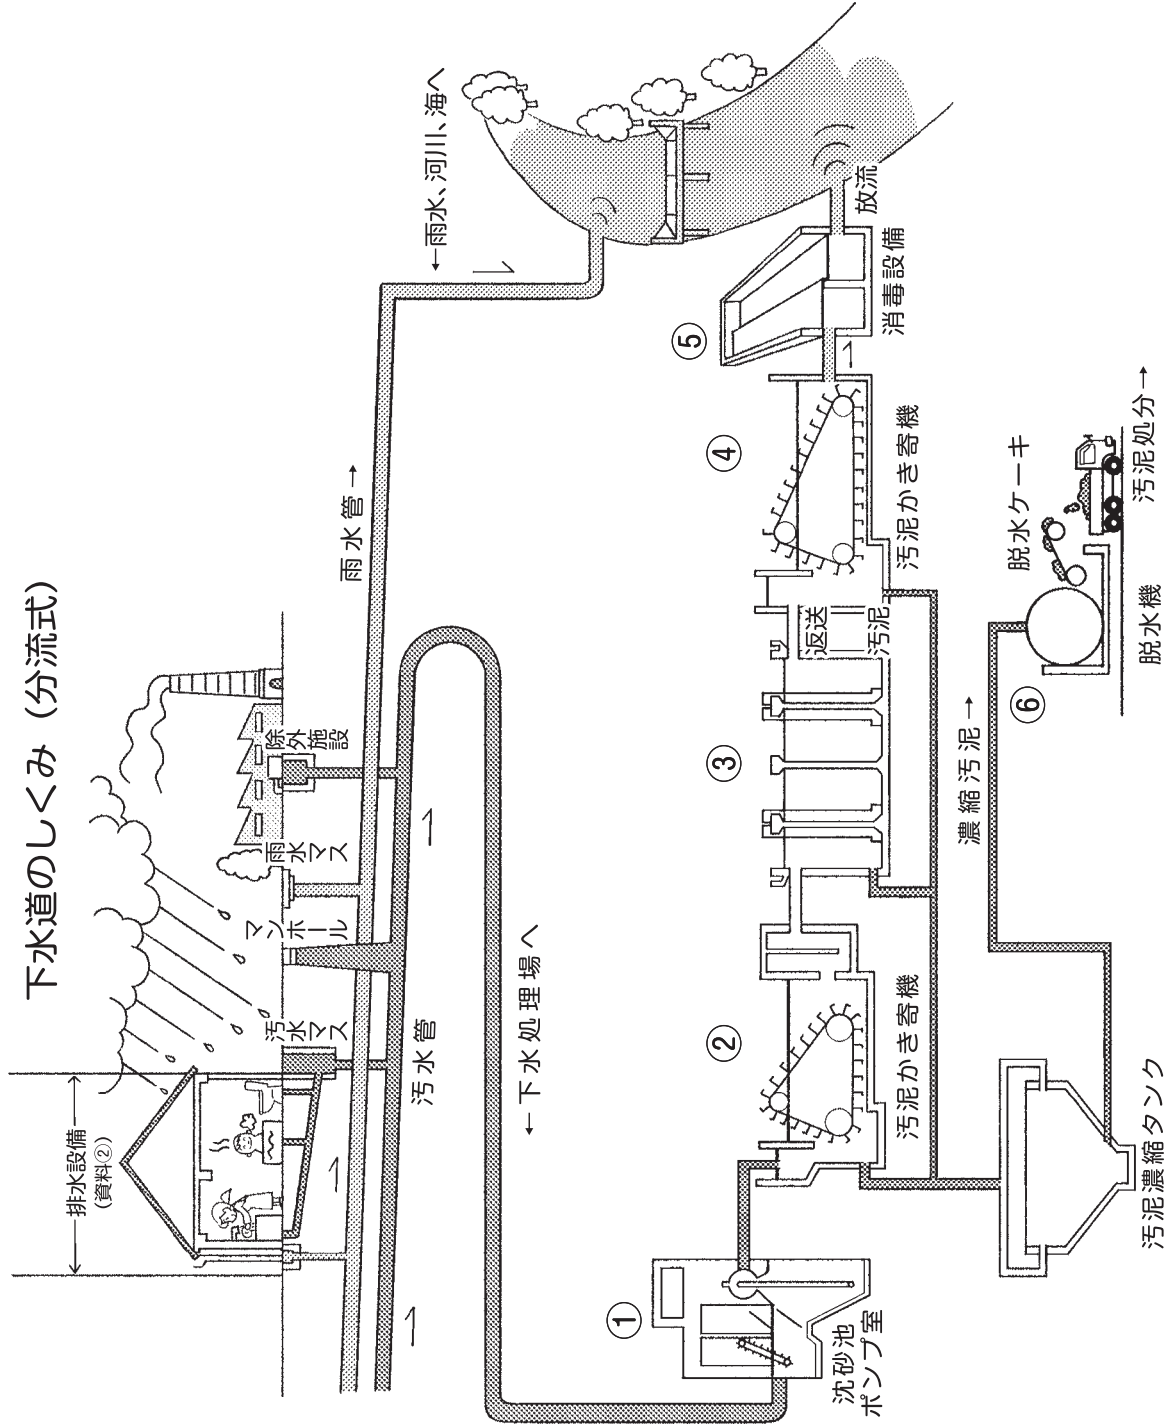 下水道のしくみ（分流式）
排水設備
（資料②）
汚水マス
マンホール
雨水マス
除外施設
雨水管→
←雨水、河川、海へ
汚水管
←下水処理場へ
①
沈砂池
ポンプ室
②
汚泥かき寄機
③
返送
汚泥
④
汚泥かき寄機
⑤
消毒設備
放流
汚泥濃縮タンク
濃縮汚泥→
⑥
脱水機
脱水ケーキ
汚泥処分→